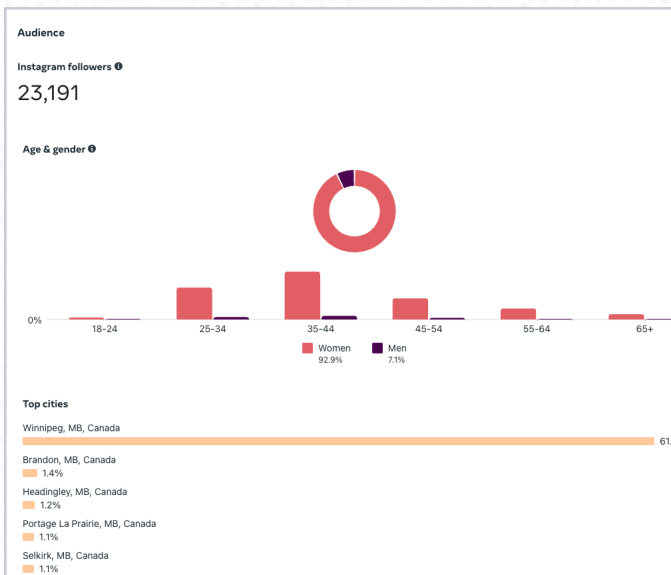 Audience
Instagram followers
23,191
Age & gender
0%
18-24 25-34 35-44 45-54 55-64 65+
Women Men
92.9% 7.1%
Top cities
Winnipeg, MB, Canada
61.
Brandon, MB, Canada
1.4%
Headingley, MB, Canada
1.2%
Portage La Prairie, MB, Canada
1.1%
Selkirk, MB, Canada
1.1%